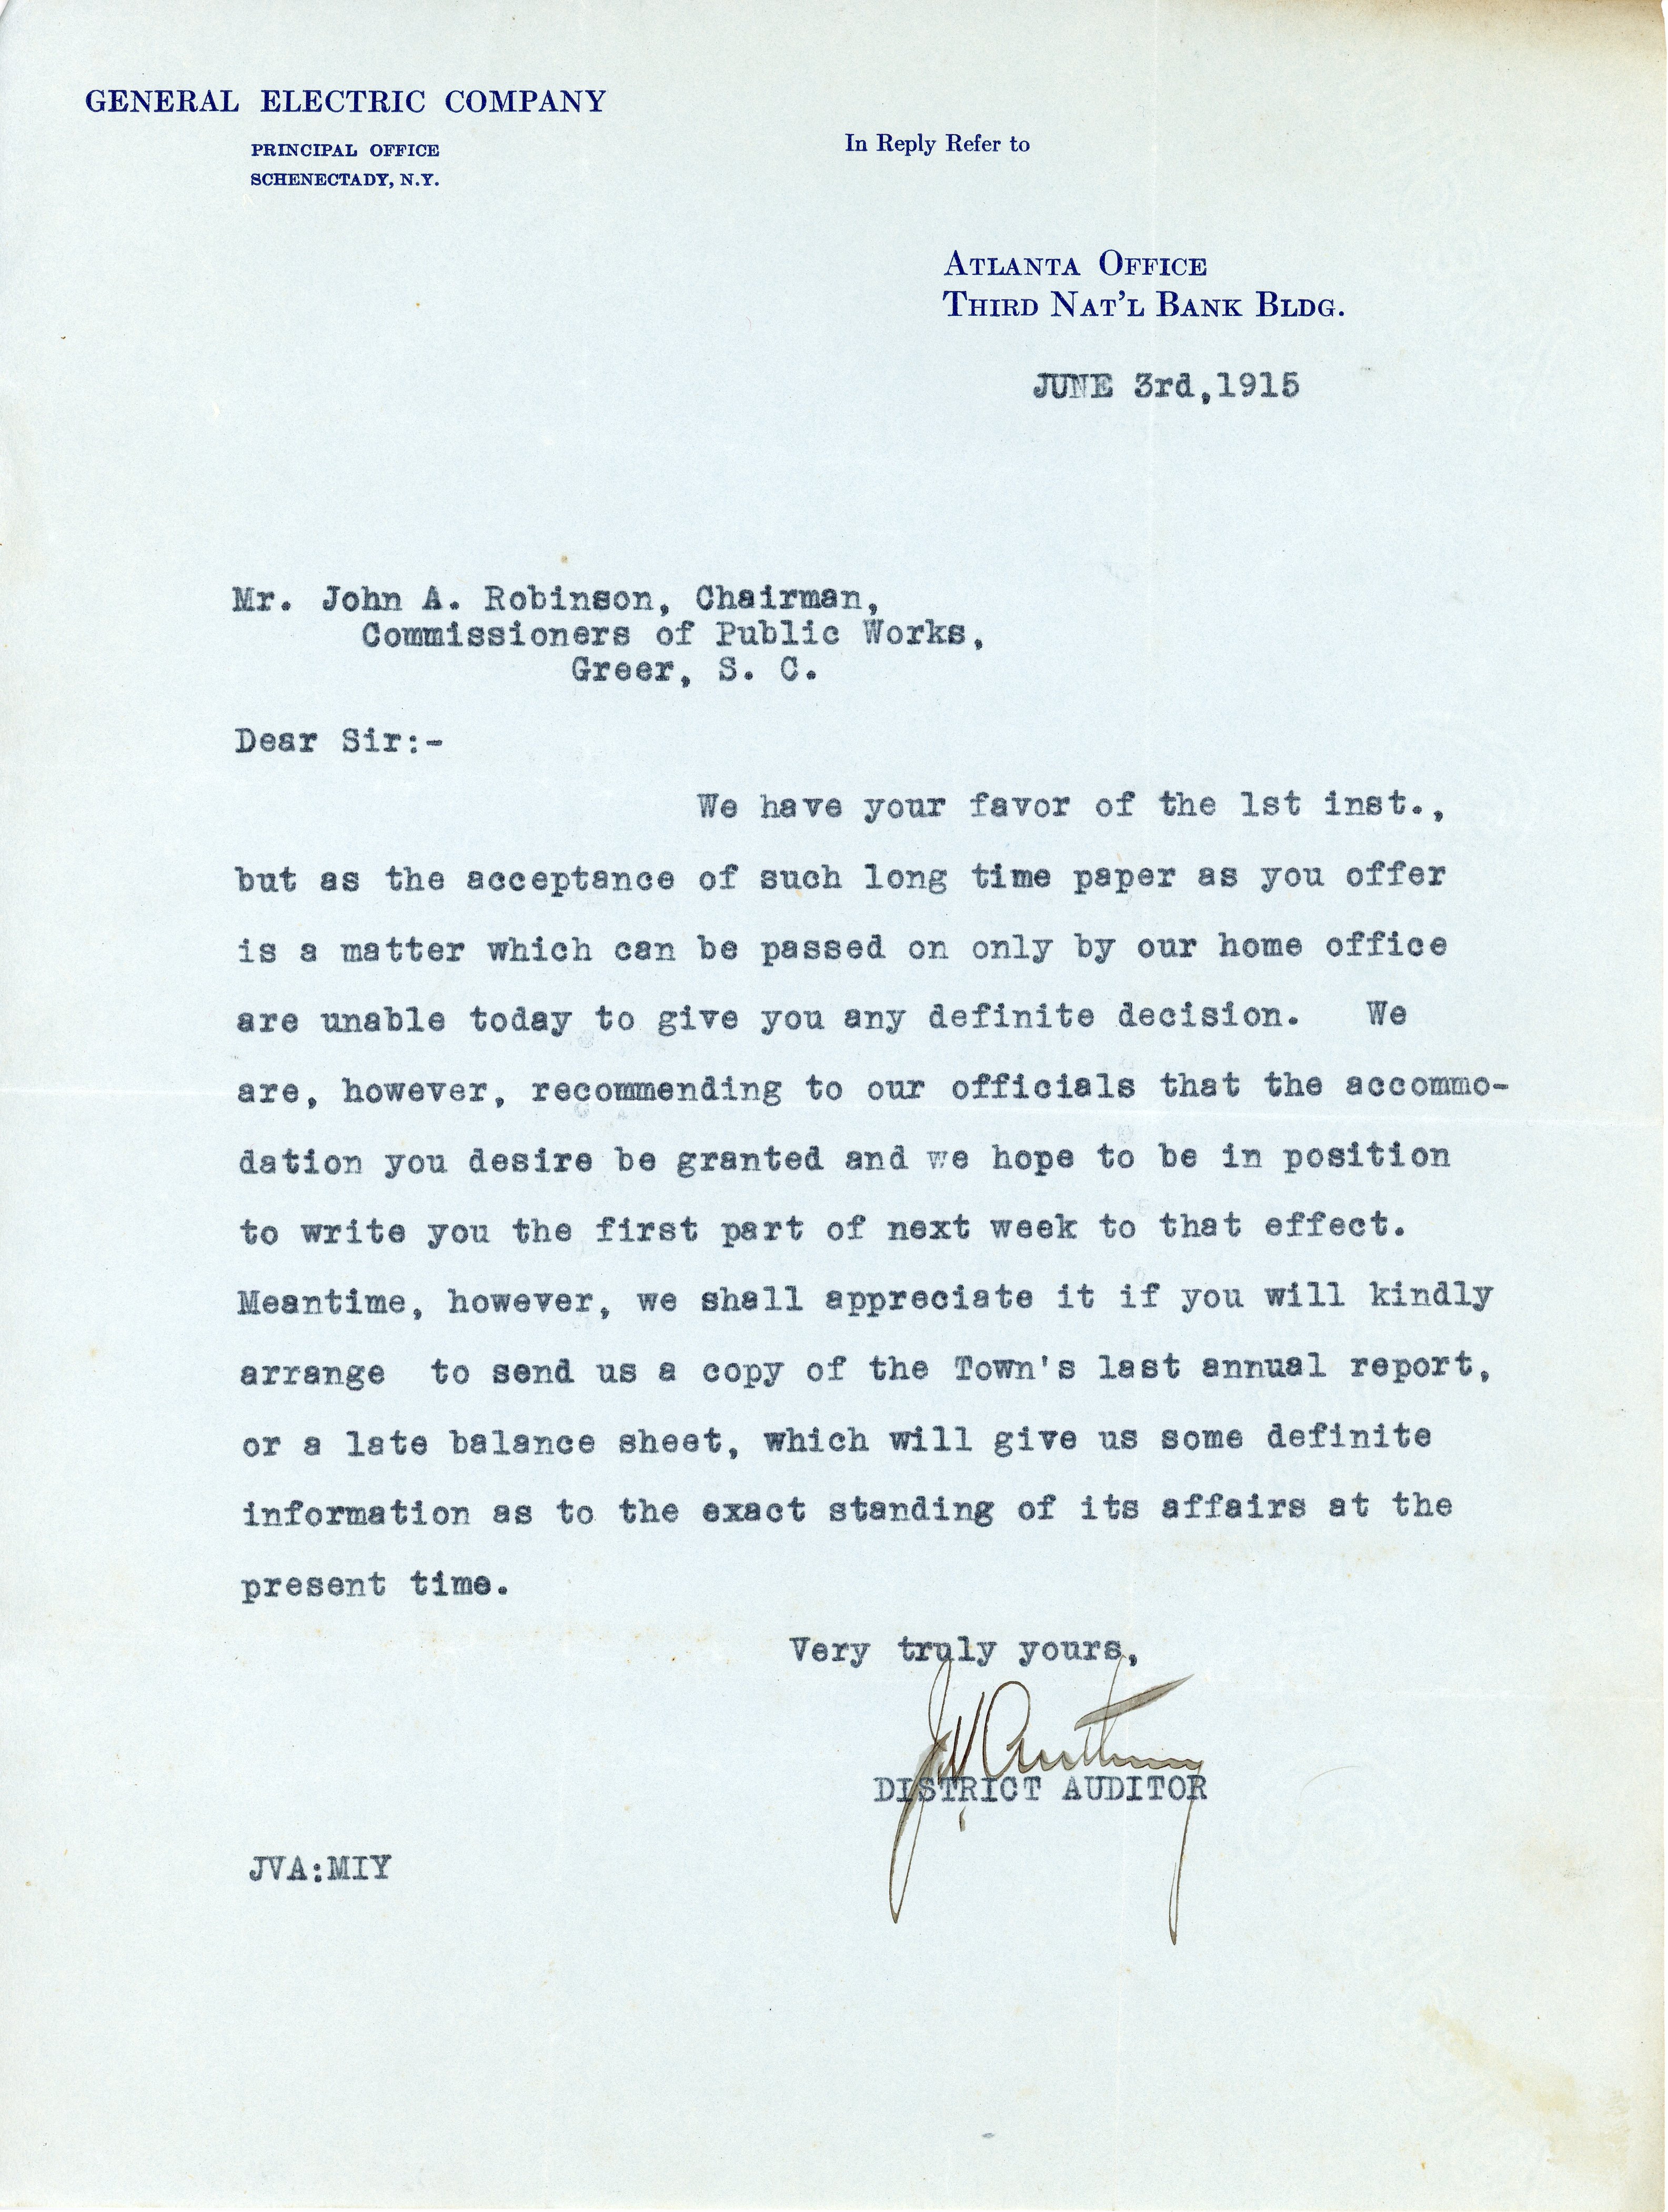 GENERAL ELECTRIC COMPANY
PRINCIPAL OFFICE
SCHENECTADY, N.Y.
In Reply Refer to
ATLANTA OFFICE
THIRD NAT'L BANK BLDG.
JUNE 3rd,1915
Mr. John A. Robinson, Chairman,
Commissioners of Public Works,
Greer, S. C.
Dear Sir:-
We have your favor of the 1st inst.,
but as the acceptance of such long time paper as you offer
is a matter which can be passed on only by our home office
are unable today to give you any definite decision. We
are, however, recommending to our officials that the accommo-
dation you desire be granted and we hope to be in position
to write you the first part of next week to that effect.
Meantime, however, we shall appreciate it if you will kindly
arrange to send us a copy of the Town's last annual report,
or a late balance sheet, which will give us some definite
information as to the exact standing of its affairs at the
present time.
Very truly yours,
DISTRICT AUDITOR
JVA:MIY